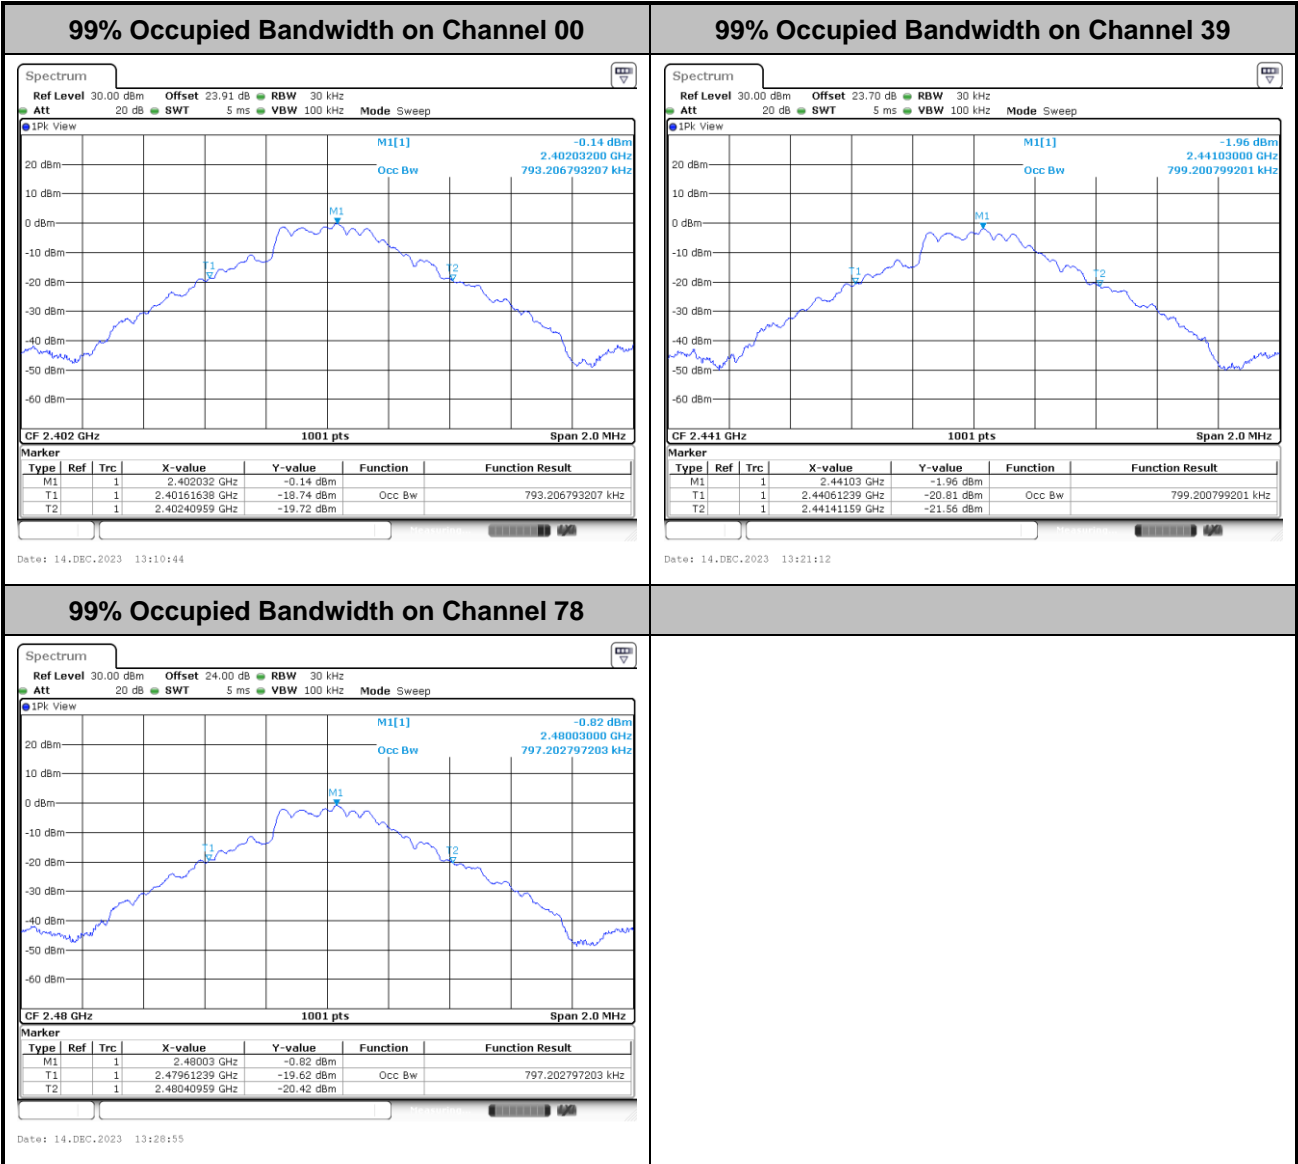 99% Occupied Bandwidth on Channel 00
Spectrum
Ref Level 30.00 dBm Offset 23.91 dB RBW 30 kHz
Att 20 dB SWT 5 ms VBW 100 kHz Mode Sweep
1Pk View
M1[1] -0.14 dBm
2.40203200 GHz
Occ Bw 793.206793207 kHz
20 dBm
10 dBm
0 dBm
-10 dBm
-20 dBm
-30 dBm
-40 dBm
-50 dBm
-60 dBm
M1
T1
T2
CF 2.402 GHz 1001 pts Span 2.0 MHz
Marker
Type Ref Trc X-value Y-value Function Function Result
M1 1 2.402032 GHz -0.14 dBm
T1 1 2.40161638 GHz -18.74 dBm Occ Bw 793.206793207 kHz
T2 1 2.40240959 GHz -19.72 dBm
Date: 14.DEC.2023 13:10:44
99% Occupied Bandwidth on Channel 39
Spectrum
Ref Level 30.00 dBm Offset 23.70 dB RBW 30 kHz
Att 20 dB SWT 5 ms VBW 100 kHz Mode Sweep
1Pk View
M1[1] -1.96 dBm
2.44103000 GHz
Occ Bw 799.200799201 kHz
20 dBm
10 dBm
0 dBm
-10 dBm
-20 dBm
-30 dBm
-40 dBm
-50 dBm
-60 dBm
M1
T1
T2
CF 2.441 GHz 1001 pts Span 2.0 MHz
Marker
Type Ref Trc X-value Y-value Function Function Result
M1 1 2.44103 GHz -1.96 dBm
T1 1 2.44061239 GHz -20.81 dBm Occ Bw 799.200799201 kHz
T2 1 2.44141159 GHz -21.56 dBm
Date: 14.DEC.2023 13:21:12
99% Occupied Bandwidth on Channel 78
Spectrum
Ref Level 30.00 dBm Offset 24.00 dB RBW 30 kHz
Att 20 dB SWT 5 ms VBW 100 kHz Mode Sweep
1Pk View
M1[1] -0.82 dBm
2.48003000 GHz
Occ Bw 797.202797203 kHz
20 dBm
10 dBm
0 dBm
-10 dBm
-20 dBm
-30 dBm
-40 dBm
-50 dBm
-60 dBm
M1
T1
T2
CF 2.48 GHz 1001 pts Span 2.0 MHz
Marker
Type Ref Trc X-value Y-value Function Function Result
M1 1 2.48003 GHz -0.82 dBm
T1 1 2.47961239 GHz -19.62 dBm Occ Bw 797.202797203 kHz
T2 1 2.48040959 GHz -20.42 dBm
Date: 14.DEC.2023 13:28:55